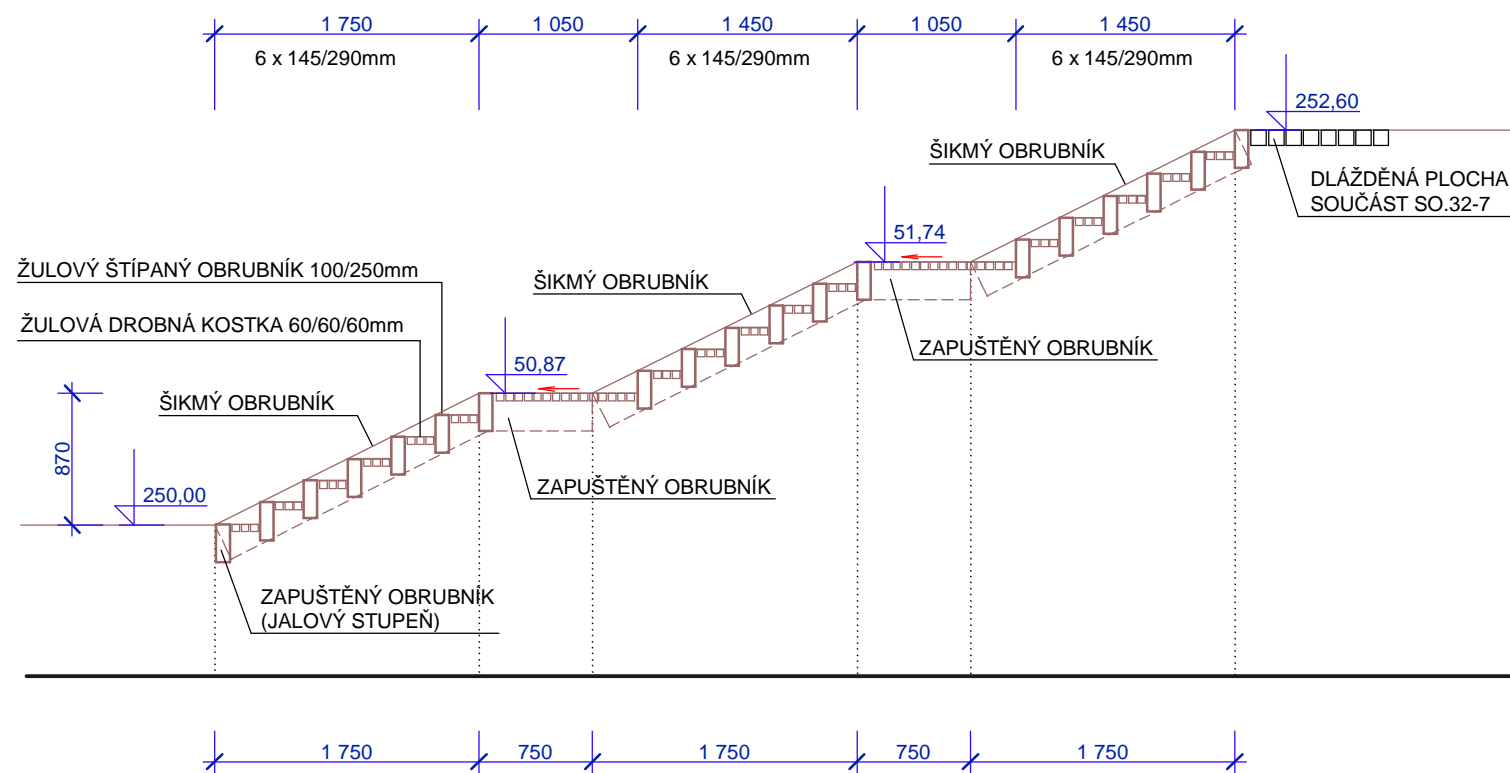 1 750
1 050
1 450
1 050
1 450
6 x 145/290mm
6 x 145/290mm
6 x 145/290mm
252,60
ŠIKMÝ OBRUBNÍK
DLÁŽDĚNÁ PLOCHA
SOUČÁST SO.32-7
51,74
ŽULOVÝ ŠTÍPANÝ OBRUBNÍK 100/250mm
ŠIKMÝ OBRUBNÍK
ŽULOVÁ DROBNÁ KOSTKA 60/60/60mm
ZAPUŠTĚNÝ OBRUBNÍK
50,87
ŠIKMÝ OBRUBNÍK
870
250,00
ZAPUŠTĚNÝ OBRUBNÍK
ZAPUŠTĚNÝ OBRUBNÍK
(JALOVÝ STUPEŇ)
1 750
750
1 750
750
1 750